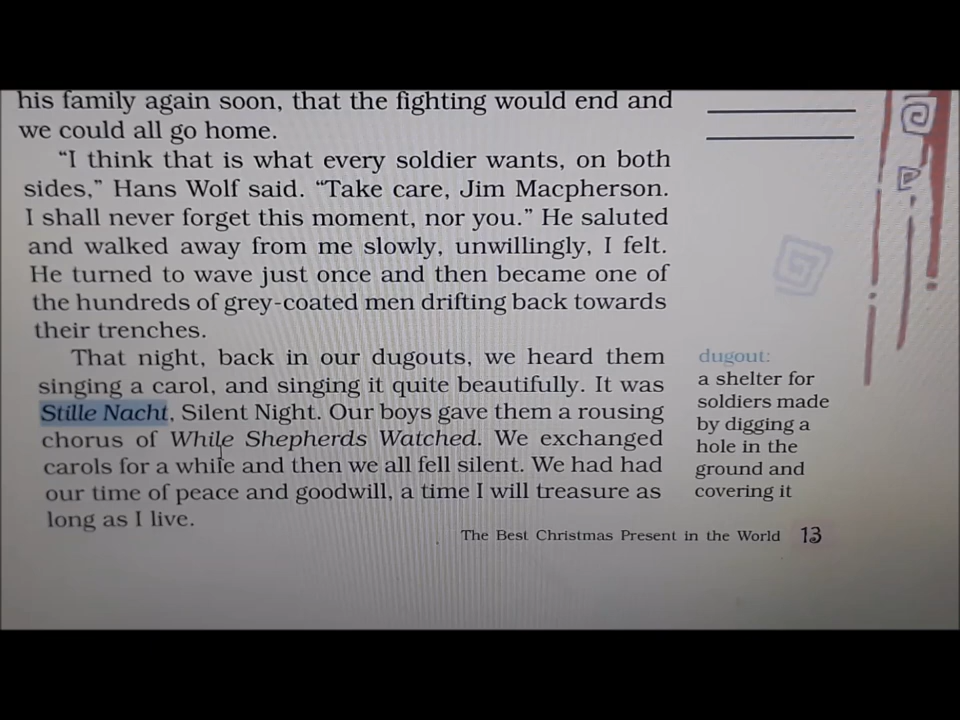 his family again soon, that the fighting would end and
we could all go home.
“I think that is what every soldier wants, on both
sides,” Hans Wolf said. “Take care, Jim Macpherson.
I shall never forget this moment, nor you.” He saluted
and walked away from me slowly, unwillingly, I felt.
He turned to wave just once and then became one of
the hundreds of grey-coated men drifting back towards
their trenches.
That night, back in our dugouts, we heard them
singing a carol, and singing it quite beautifully. It was
Stille Nacht, Silent Night. Our boys gave them a rousing
chorus of While Shepherds Watched. We exchanged
carols for a while and then we all fell silent. We had had
our time of peace and goodwill, a time I will treasure as
long as I live.
dugout:
a shelter for
soldiers made
by digging a
hole in the
ground and
covering it
The Best Christmas Present in the World 13